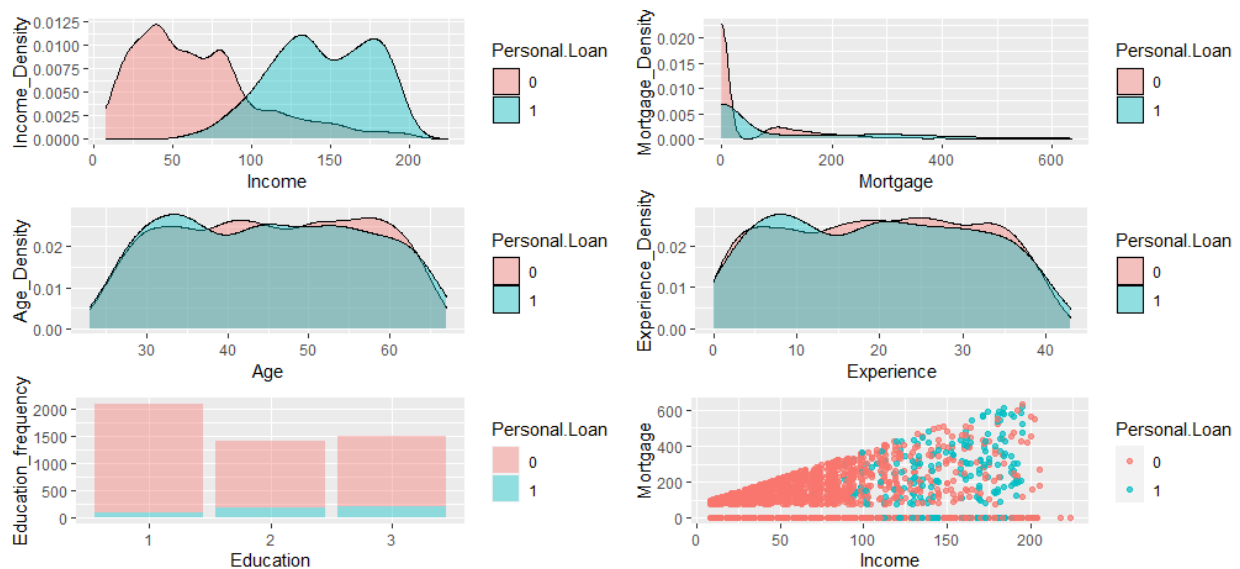 Income_Density
0.0125
0.0100
0.0075
0.0050
0.0025
0.0000
0 50 100 150 200
Income
Personal.Loan
0
1
Mortgage_Density
0.020
0.015
0.010
0.005
0.000
0 200 400 600
Mortgage
Personal.Loan
0
1
Age_Density
0.02
0.01
0.00
30 40 50 60
Age
Personal.Loan
0
1
Experience_Density
0.02
0.01
0.00
0 10 20 30 40
Experience
Personal.Loan
0
1
Education_frequency
2000
1500
1000
500
0
1 2 3
Education
Personal.Loan
0
1
Mortgage
600
400
200
0
0 50 100 150 200
Income
Personal.Loan
0
1